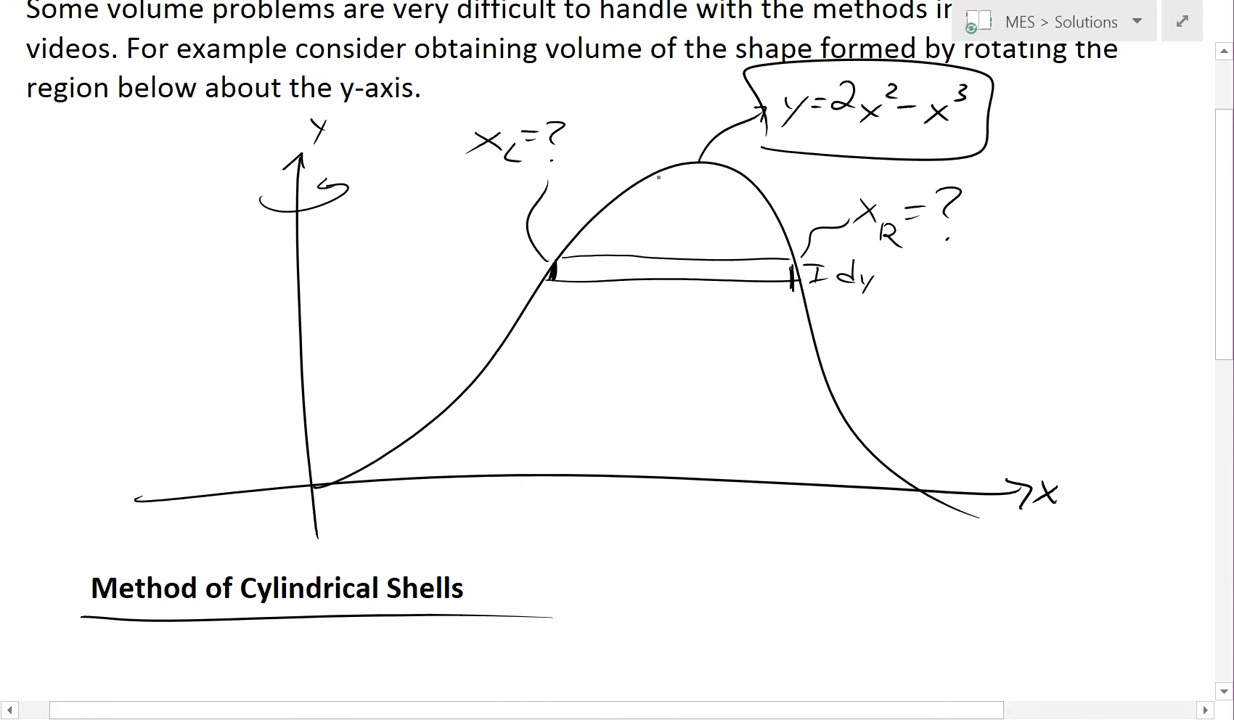 Some volume problems are very difficult to handle with the methods in
MES > Solutions
videos. For example consider obtaining volume of the shape formed by rotating the
region below about the y-axis.
y=2x²-x³
y
x_L=?
x_R=?
I dy
x
Method of Cylindrical Shells